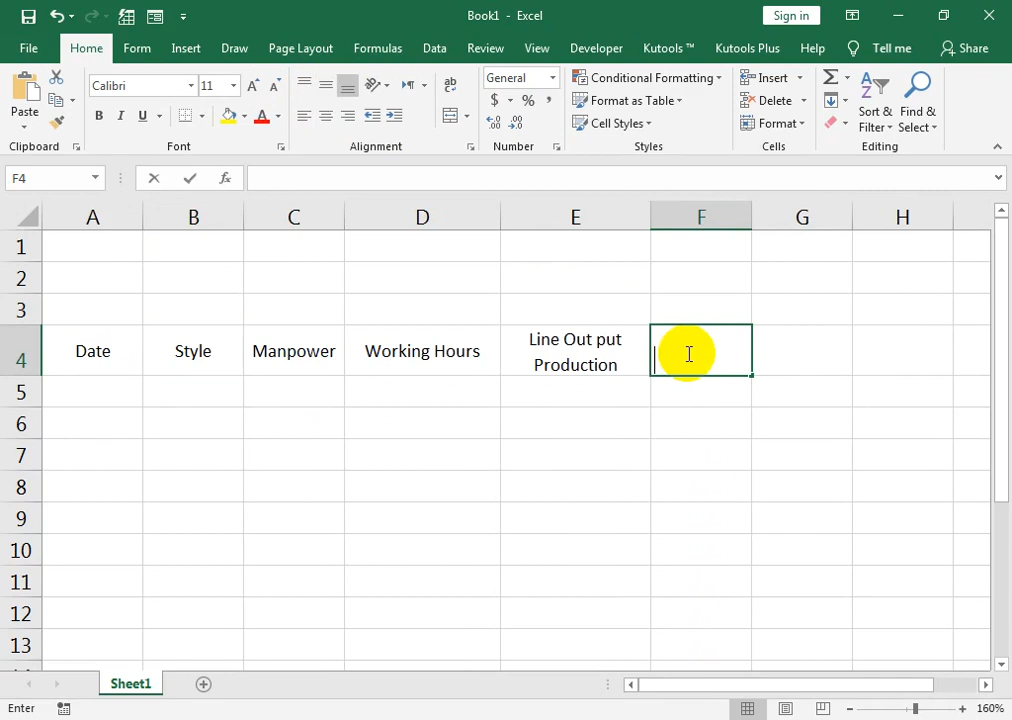 Book1 - Excel
Sign in
File Home Form Insert Draw Page Layout Formulas Data Review View Developer Kutools ™ Kutools Plus Help Tell me Share
Paste
Calibri 11
General
Conditional Formatting
Format as Table
Cell Styles
Insert
Delete
Format
Sort &
Filter
Find &
Select
B I U A
$ % ,
Clipboard Font Alignment Number Styles Cells Editing
F4 fx
A B C D E F G H
1
2
3
4 Date Style Manpower Working Hours Line Out put
Production
5
6
7
8
9
10
11
12
13
Sheet1
Enter
160%